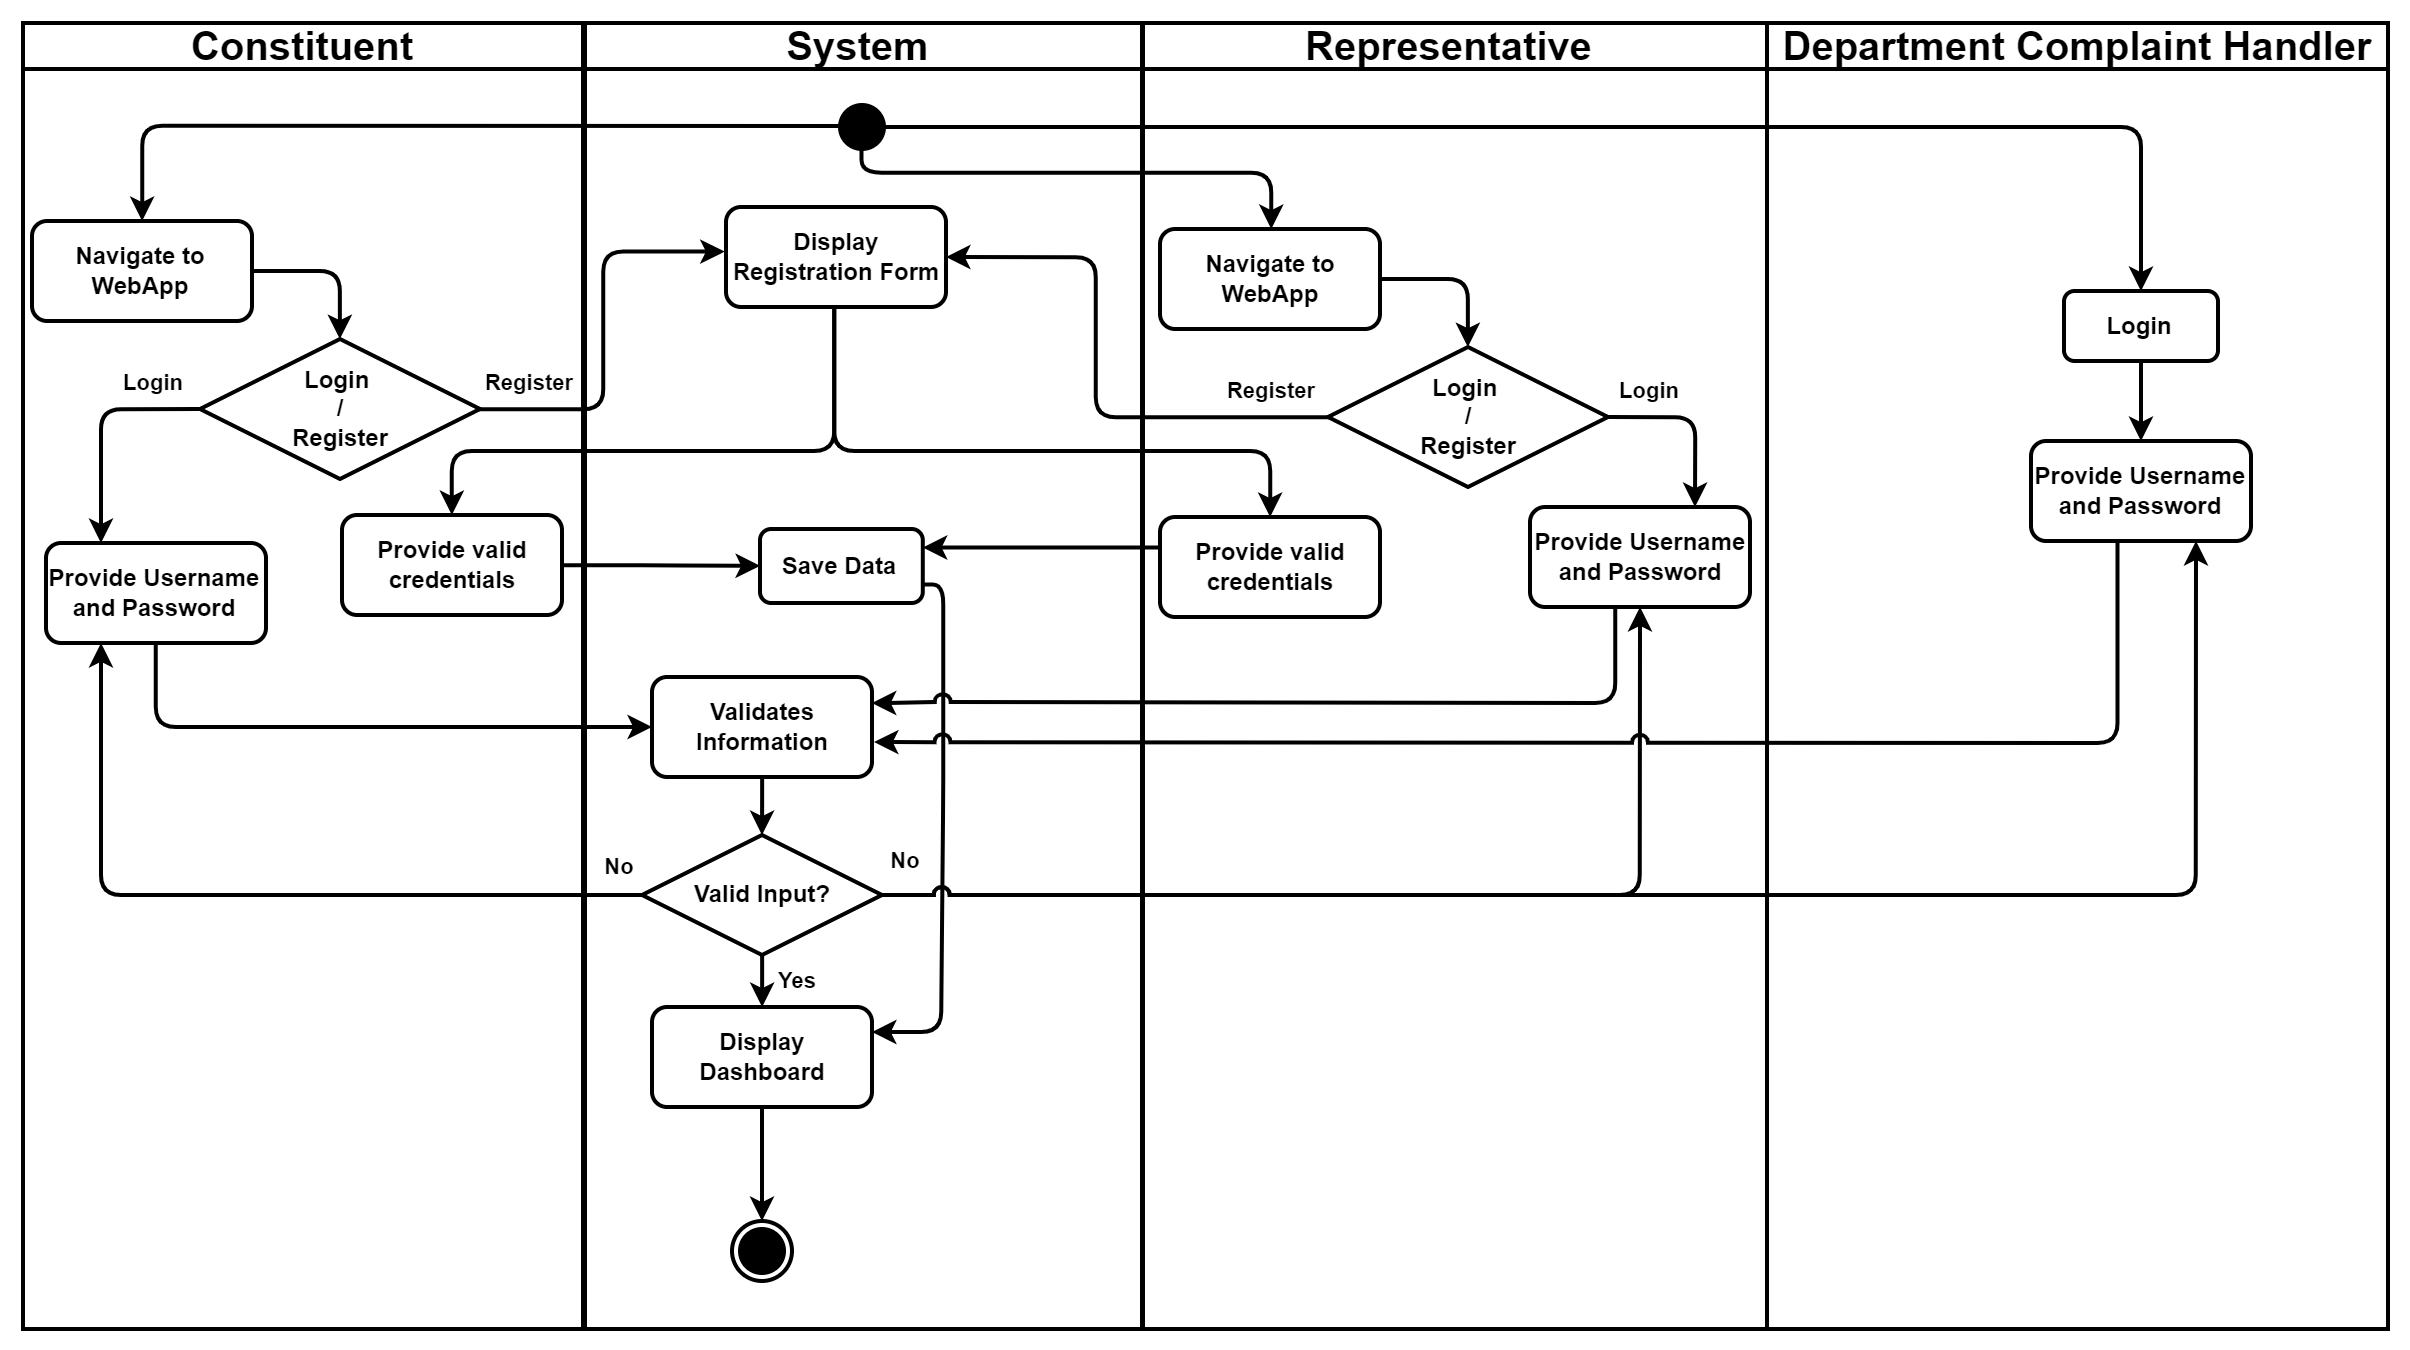 Constituent
System
Representative
Department Complaint Handler
Navigate to
WebApp
Display
Registration Form
Navigate to
WebApp
Login
Login
Login
/
Register
Register
Register
Login
/
Register
Login
Provide Username
and Password
Provide valid
credentials
Save Data
Provide valid
credentials
Provide Username
and Password
Provide Username
and Password
Validates
Information
No
Valid Input?
No
Yes
Display
Dashboard